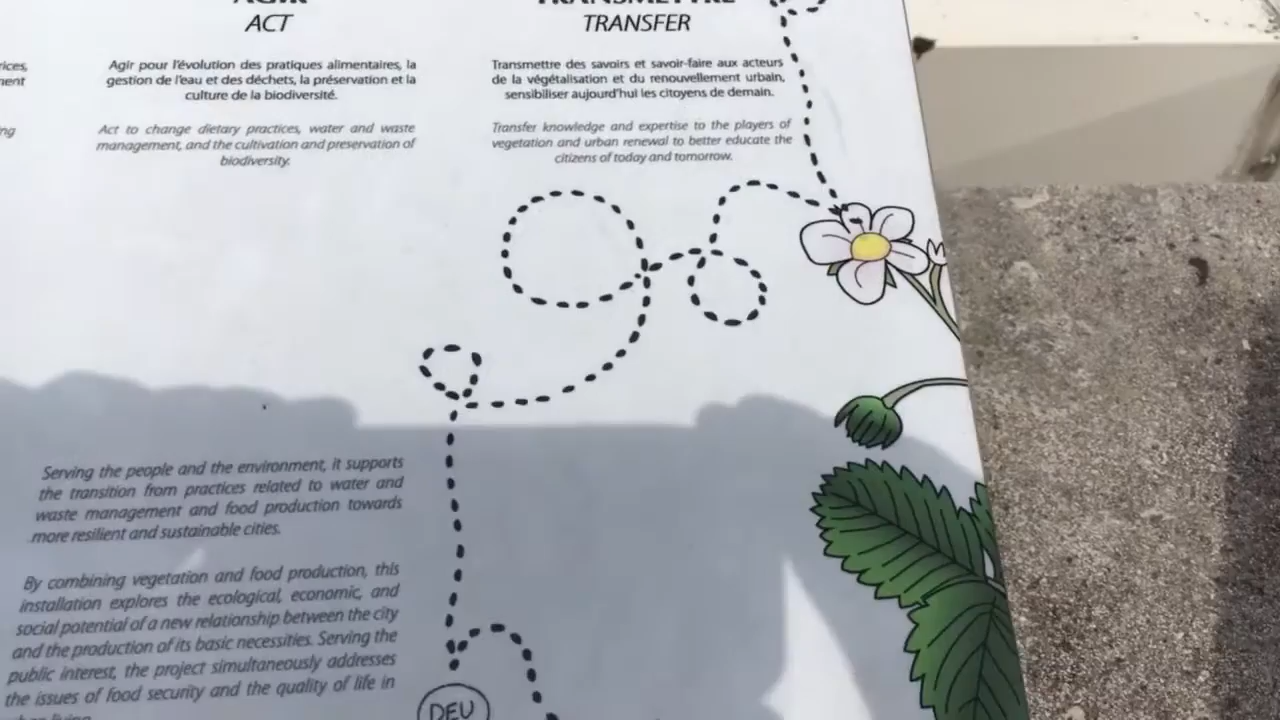 AGIR
ACT
Agir pour l'évolution des pratiques alimentaires, la
gestion de l'eau et des déchets, la préservation et la
culture de la biodiversité.
Act to change dietary practices, water and waste
management, and the cultivation and preservation of
biodiversity.
TRANSMETTRE
TRANSFER
Transmettre des savoirs et savoir-faire aux acteurs
de la végétalisation et du renouvellement urbain,
sensibiliser aujourd'hui les citoyens de demain.
Transfer knowledge and expertise to the players of
vegetation and urban renewal to better educate the
citizens of today and tomorrow.
Serving the people and the environment, it supports
the transition from practices related to water and
waste management and food production towards
more resilient and sustainable cities.
By combining vegetation and food production, this
installation explores the ecological, economic, and
social potential of a new relationship between the city
and the production of its basic necessities. Serving the
public interest, the project simultaneously addresses
the issues of food security and the quality of life in
DEU